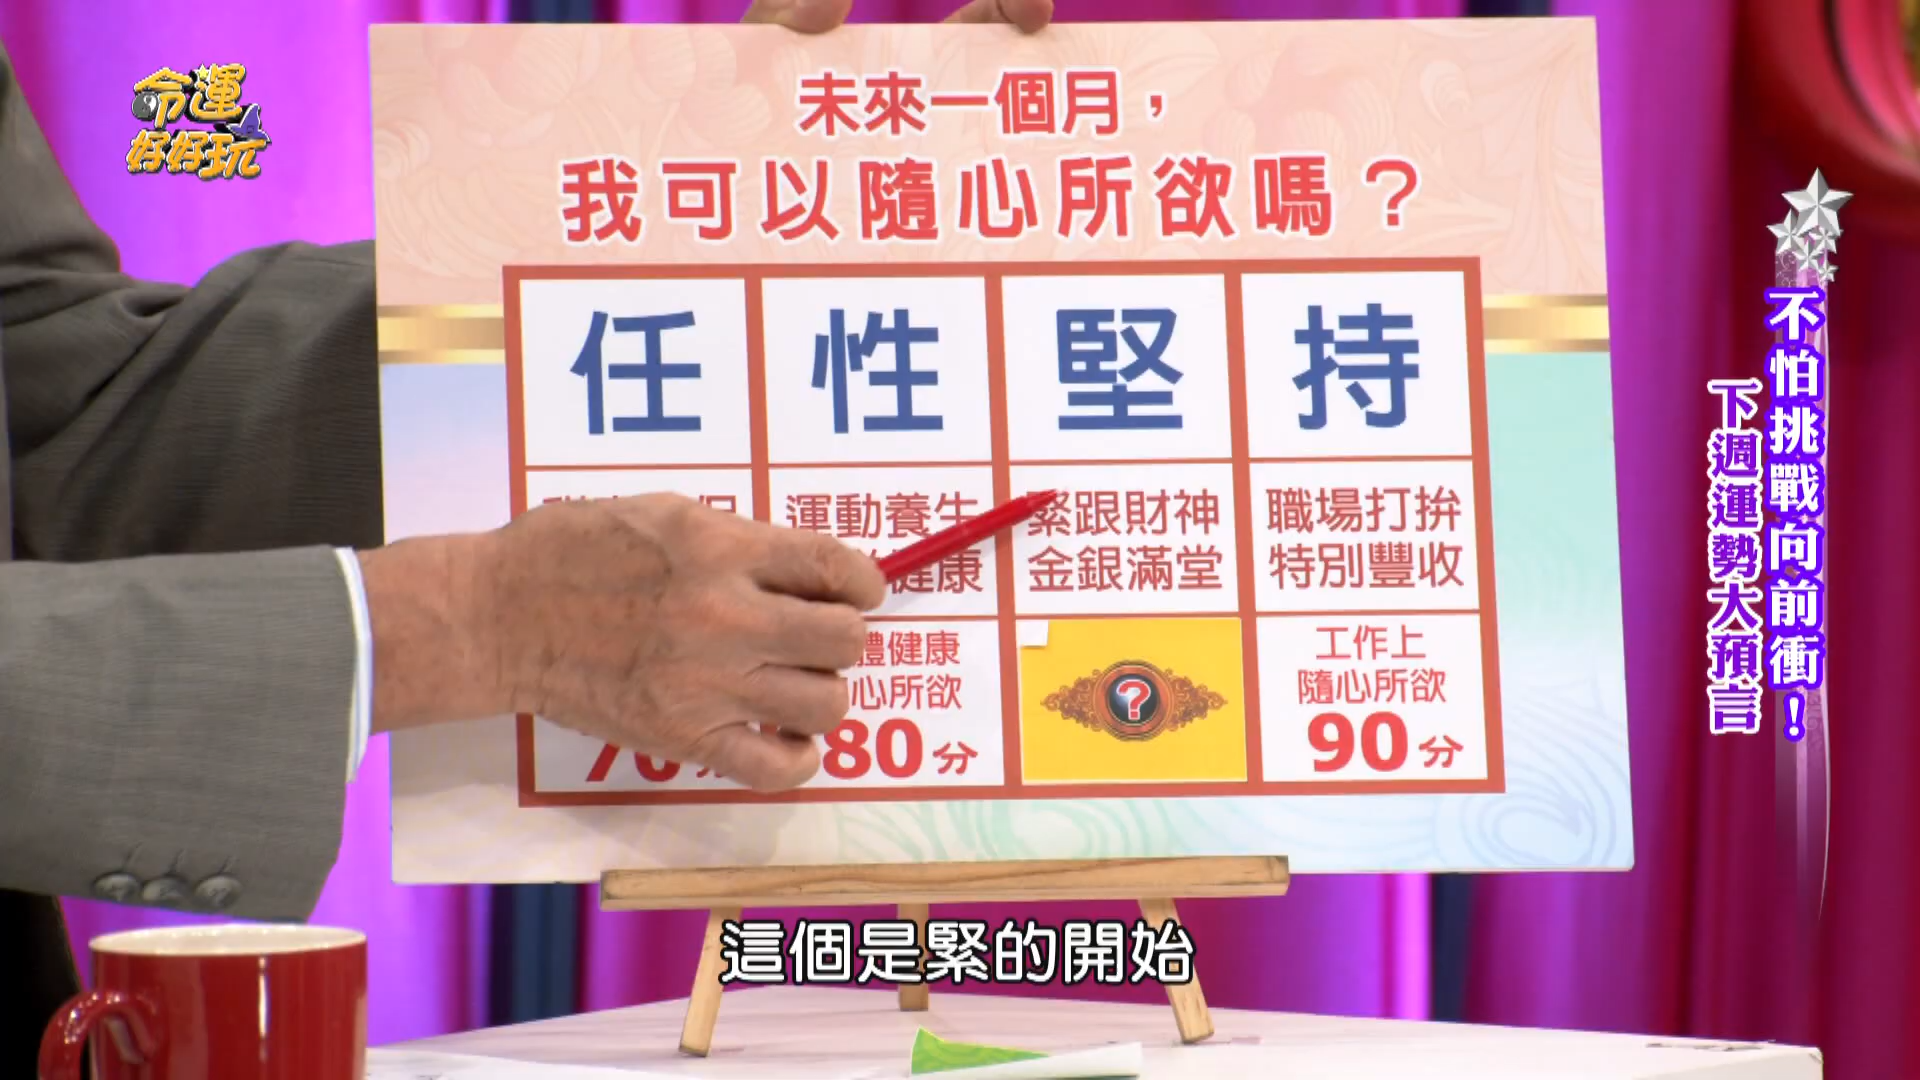 命運
好好玩
未來一個月，
我可以隨心所欲嗎？
任 性 堅 持
運動養生
健康
緊跟財神
金銀滿堂
職場打拚
特別豐收
體健康
心所欲
80分
?
工作上
隨心所欲
90分
70
不怕挑戰向前衝！
下週運勢大預言
這個是緊的開始